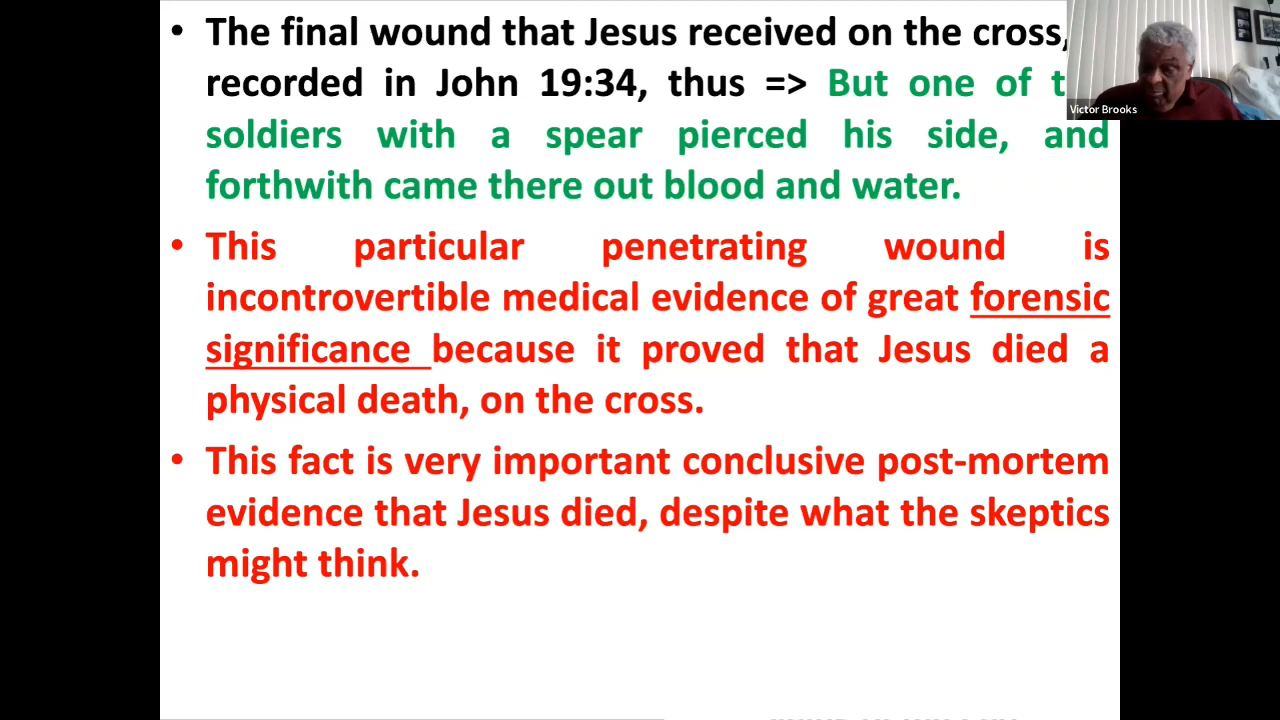 • The final wound that Jesus received on the cross,
recorded in John 19:34, thus => But one of
soldiers with a spear pierced his side, and
forthwith came there out blood and water.
• This particular penetrating wound is
incontrovertible medical evidence of great forensic
significance because it proved that Jesus died a
physical death, on the cross.
• This fact is very important conclusive post-mortem
evidence that Jesus died, despite what the skeptics
might think.
Victor Brooks